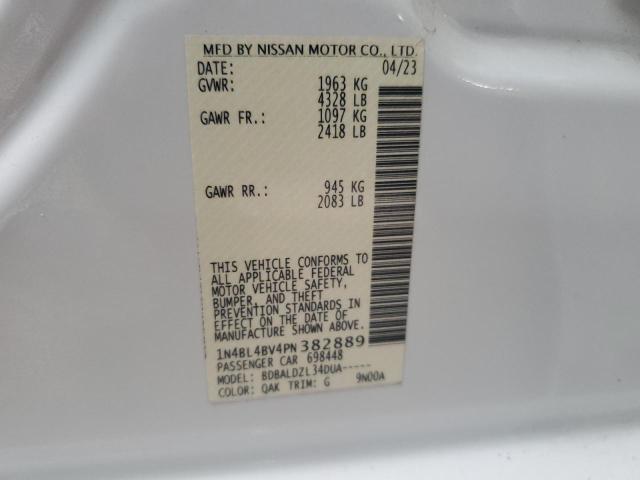 MFD BY NISSAN MOTOR CO., LTD.
DATE: 04/23
GVWR: 1963 KG
4328 LB
GAWR FR.: 1097 KG
2418 LB
GAWR RR.: 945 KG
2083 LB
THIS VEHICLE CONFORMS TO
ALL APPLICABLE FEDERAL
MOTOR VEHICLE SAFETY,
BUMPER, AND THEFT
PREVENTION STANDARDS IN
EFFECT ON THE DATE OF
MANUFACTURE SHOWN ABOVE.
1N4BL4BV4PN382889
PASSENGER CAR 698448
MODEL: BDBALDZL34DUA-----
COLOR: QAK TRIM: G 9N00A